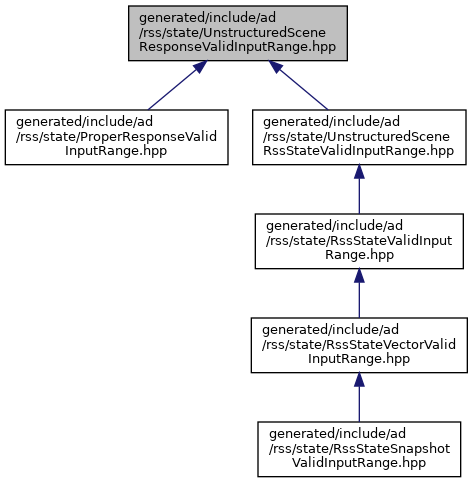 generated/include/ad
/rss/state/UnstructuredScene
ResponseValidInputRange.hpp
generated/include/ad
/rss/state/ProperResponseValid
InputRange.hpp
generated/include/ad
/rss/state/UnstructuredScene
RssStateValidInputRange.hpp
generated/include/ad
/rss/state/RssStateValidInput
Range.hpp
generated/include/ad
/rss/state/RssStateVectorValid
InputRange.hpp
generated/include/ad
/rss/state/RssStateSnapshot
ValidInputRange.hpp